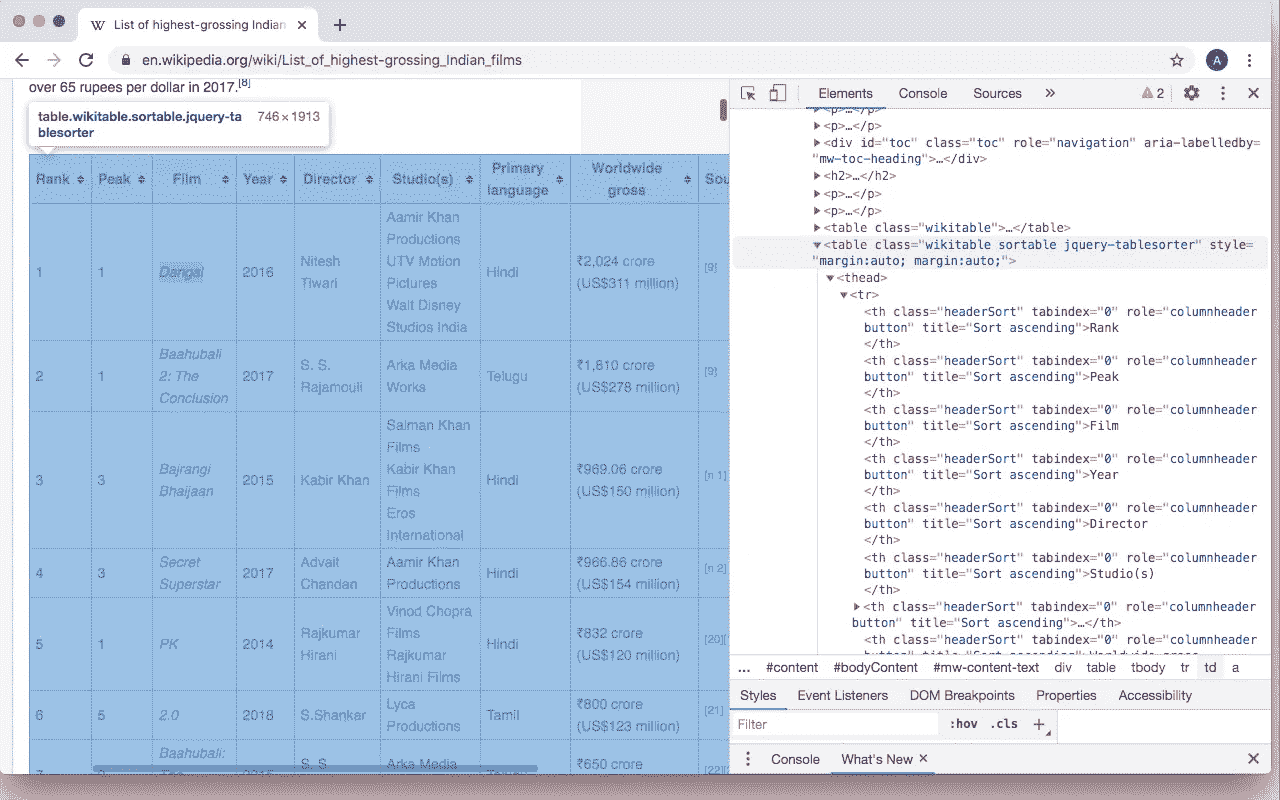 List of highest-grossing Indian
en.wikipedia.org/wiki/List_of_highest-grossing_Indian_films
A
over 65 rupees per dollar in 2017.[8]
table.wikitable.sortable.jquery-ta
blesorter
746 × 1913
Rank Peak Film Year Director Studio(s) Primary language Worldwide gross Sou
1 1 Dangal 2016 Nitesh Tiwari Aamir Khan Productions UTV Motion Pictures Walt Disney Studios India Hindi ₹2,024 crore (US$311 million) [9]
2 1 Baahubali 2: The Conclusion 2017 S. S. Rajamouli Arka Media Works Telugu ₹1,810 crore (US$278 million) [9]
3 3 Bajrangi Bhaijaan 2015 Kabir Khan Salman Khan Films Kabir Khan Films Eros International Hindi ₹969.06 crore (US$150 million) [n 1]
4 3 Secret Superstar 2017 Advait Chandan Aamir Khan Productions Hindi ₹966.86 crore (US$154 million) [n 2]
5 1 PK 2014 Rajkumar Hirani Vinod Chopra Films Rajkumar Hirani Films Hindi ₹832 crore (US$120 million) [20][
6 5 2.0 2018 S.Shankar Lyca Productions Tamil ₹800 crore (US$123 million) [21]
Baahubali: S. S. Arka Media ₹650 crore [22][
Elements Console Sources » 2
<p>…</p>
<p>…</p>
<div id="toc" class="toc" role="navigation" aria-labelledby=
"mw-toc-heading">…</div>
<h2>…</h2>
<p>…</p>
<p>…</p>
<table class="wikitable">…</table>
<table class="wikitable sortable jquery-tablesorter" style=
"margin:auto; margin:auto;">
<thead>
<tr>
<th class="headerSort" tabindex="0" role="columnheader
button" title="Sort ascending">Rank
</th>
<th class="headerSort" tabindex="0" role="columnheader
button" title="Sort ascending">Peak
</th>
<th class="headerSort" tabindex="0" role="columnheader
button" title="Sort ascending">Film
</th>
<th class="headerSort" tabindex="0" role="columnheader
button" title="Sort ascending">Year
</th>
<th class="headerSort" tabindex="0" role="columnheader
button" title="Sort ascending">Director
</th>
<th class="headerSort" tabindex="0" role="columnheader
button" title="Sort ascending">Studio(s)
</th>
<th class="headerSort" tabindex="0" role="columnheader
button" title="Sort ascending">…</th>
<th class="headerSort" tabindex="0" role="columnheader
… #content #bodyContent #mw-content-text div table tbody tr td a
Styles Event Listeners DOM Breakpoints Properties Accessibility
Filter :hov .cls +
Console What's New